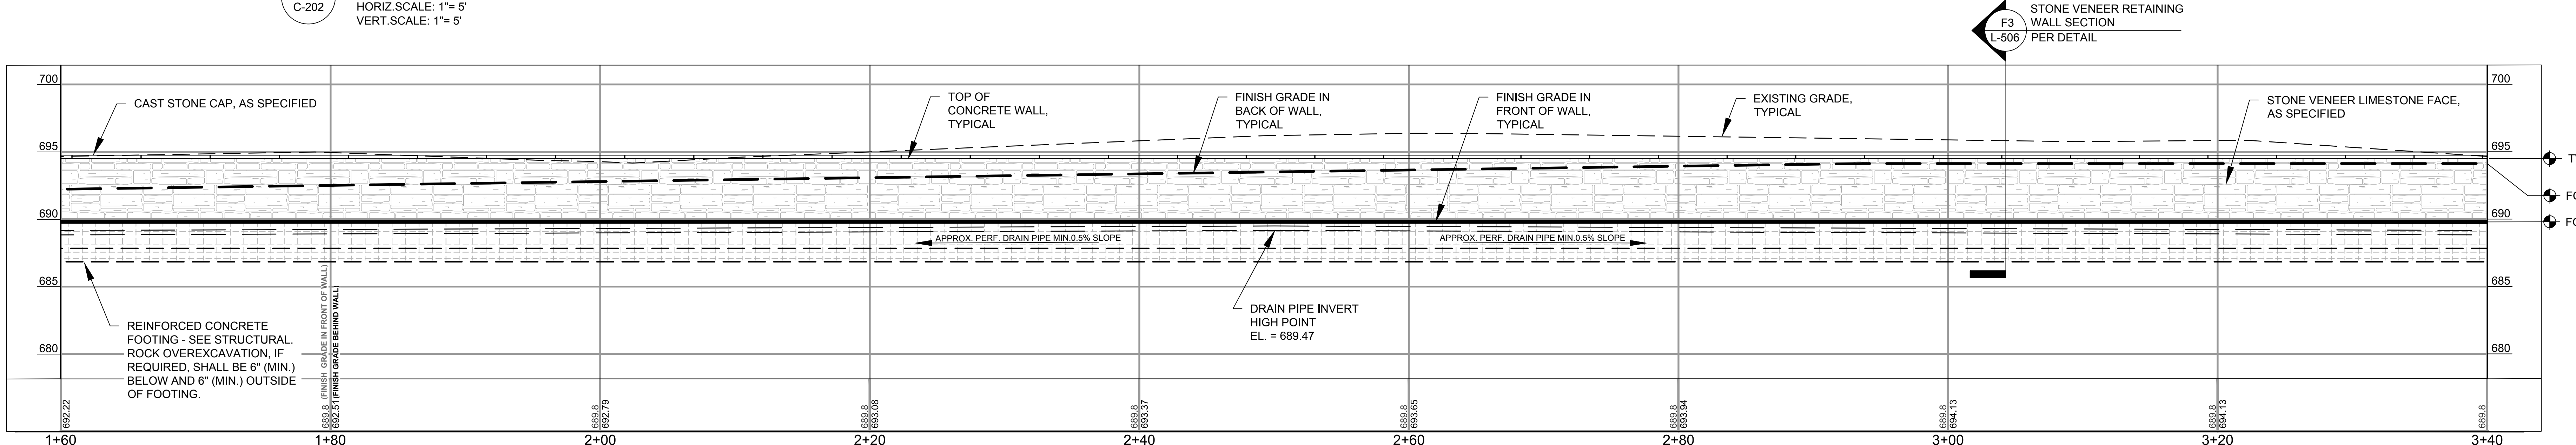 C-202
HORIZ.SCALE: 1"= 5'
VERT.SCALE: 1"= 5'
F3
L-506
STONE VENEER RETAINING
WALL SECTION
PER DETAIL
700
695
690
685
680
CAST STONE CAP, AS SPECIFIED
TOP OF
CONCRETE WALL,
TYPICAL
FINISH GRADE IN
BACK OF WALL,
TYPICAL
FINISH GRADE IN
FRONT OF WALL,
TYPICAL
EXISTING GRADE,
TYPICAL
STONE VENEER LIMESTONE FACE,
AS SPECIFIED
700
695
690
685
680
T
FG
FG
APPROX. PERF. DRAIN PIPE MIN.0.5% SLOPE
APPROX. PERF. DRAIN PIPE MIN.0.5% SLOPE
DRAIN PIPE INVERT
HIGH POINT
EL. = 689.47
REINFORCED CONCRETE
FOOTING - SEE STRUCTURAL.
ROCK OVEREXCAVATION, IF
REQUIRED, SHALL BE 6" (MIN.)
BELOW AND 6" (MIN.) OUTSIDE
OF FOOTING.
692.22
689.8 (FINISH GRADE IN FRONT OF WALL)
692.51(FINISH GRADE BEHIND WALL)
689.8
692.79
689.8
693.08
689.8
693.37
689.8
693.65
689.8
693.94
689.8
694.13
689.8
694.13
689.8
1+60
1+80
2+00
2+20
2+40
2+60
2+80
3+00
3+20
3+40